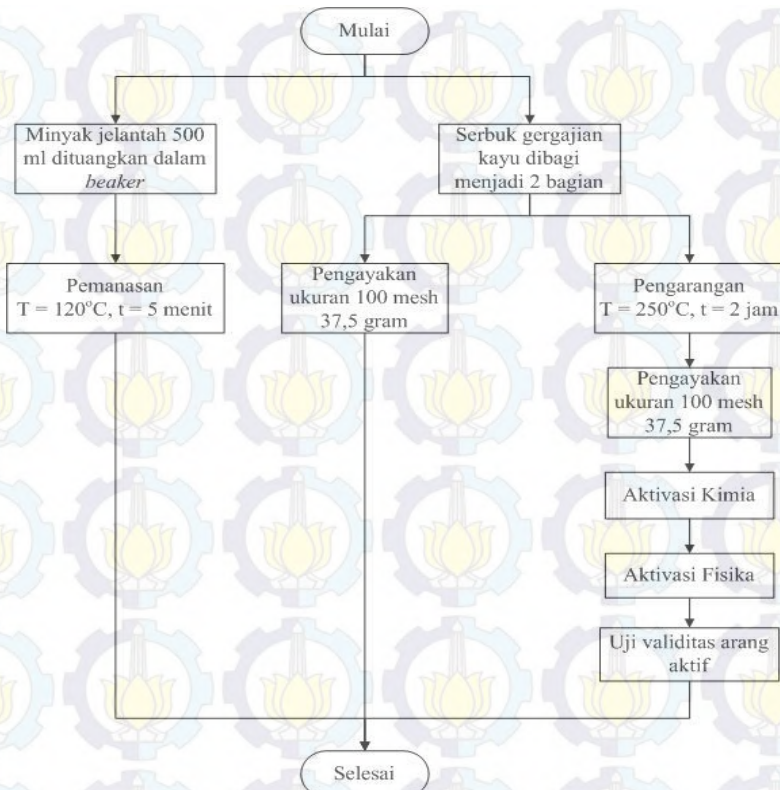 Mulai
Minyak jelantah 500
ml dituangkan dalam
beaker
Serbuk gergajian
kayu dibagi
menjadi 2 bagian
Pemanasan
T = 120°C, t = 5 menit
Pengayakan
ukuran 100 mesh
37,5 gram
Pengarangan
T = 250°C, t = 2 jam
Pengayakan
ukuran 100 mesh
37,5 gram
Aktivasi Kimia
Aktivasi Fisika
Uji validitas arang
aktif
Selesai